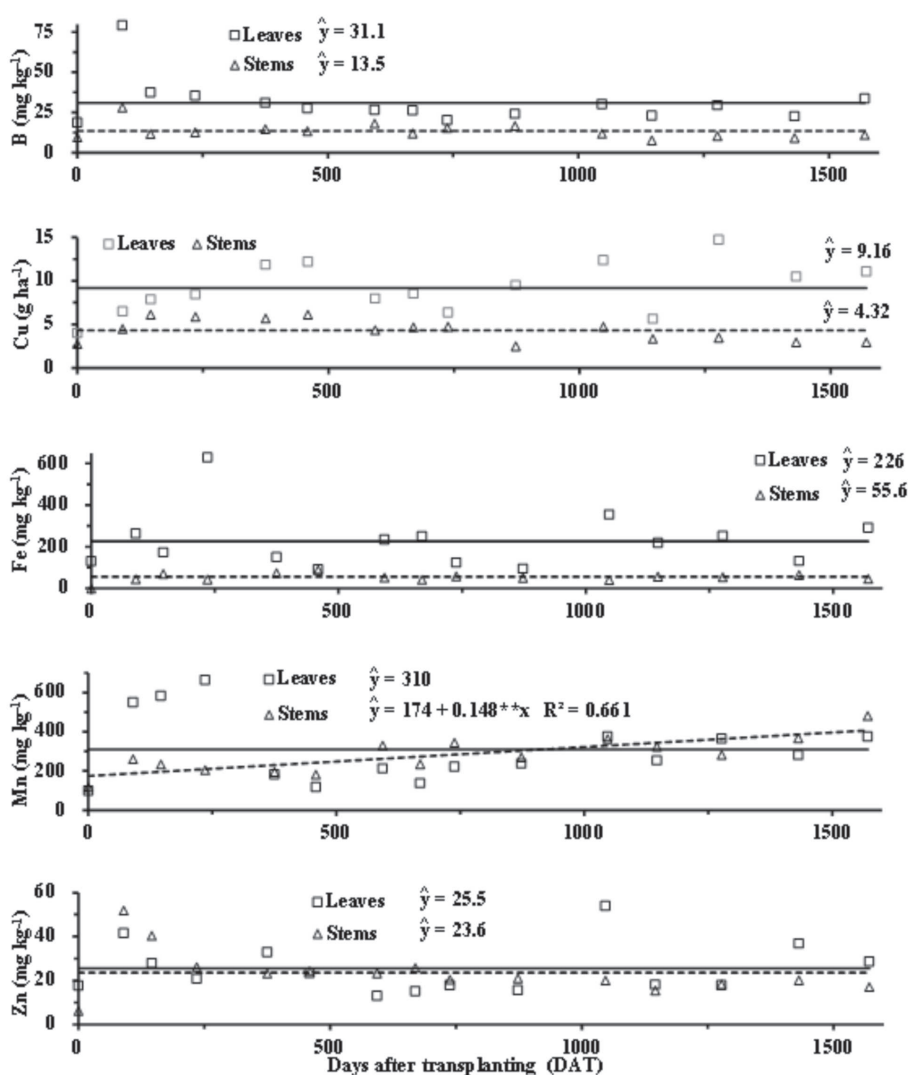 75
50
25
0
B (mg kg⁻¹)
Leaves ŷ = 31.1
Stems ŷ = 13.5
0 500 1000 1500
15
10
5
0
Cu (g ha⁻¹)
Leaves Stems
ŷ = 9.16
ŷ = 4.32
0 500 1000 1500
600
400
200
0
Fe (mg kg⁻¹)
Leaves ŷ = 226
Stems ŷ = 55.6
0 500 1000 1500
600
400
200
0
Mn (mg kg⁻¹)
Leaves ŷ = 310
Stems ŷ = 174 + 0.148**x R² = 0.661
0 500 1000 1500
60
40
20
0
Zn (mg kg⁻¹)
Leaves ŷ = 25.5
Stems ŷ = 23.6
0 500 1000 1500
Days after transplanting (DAT)